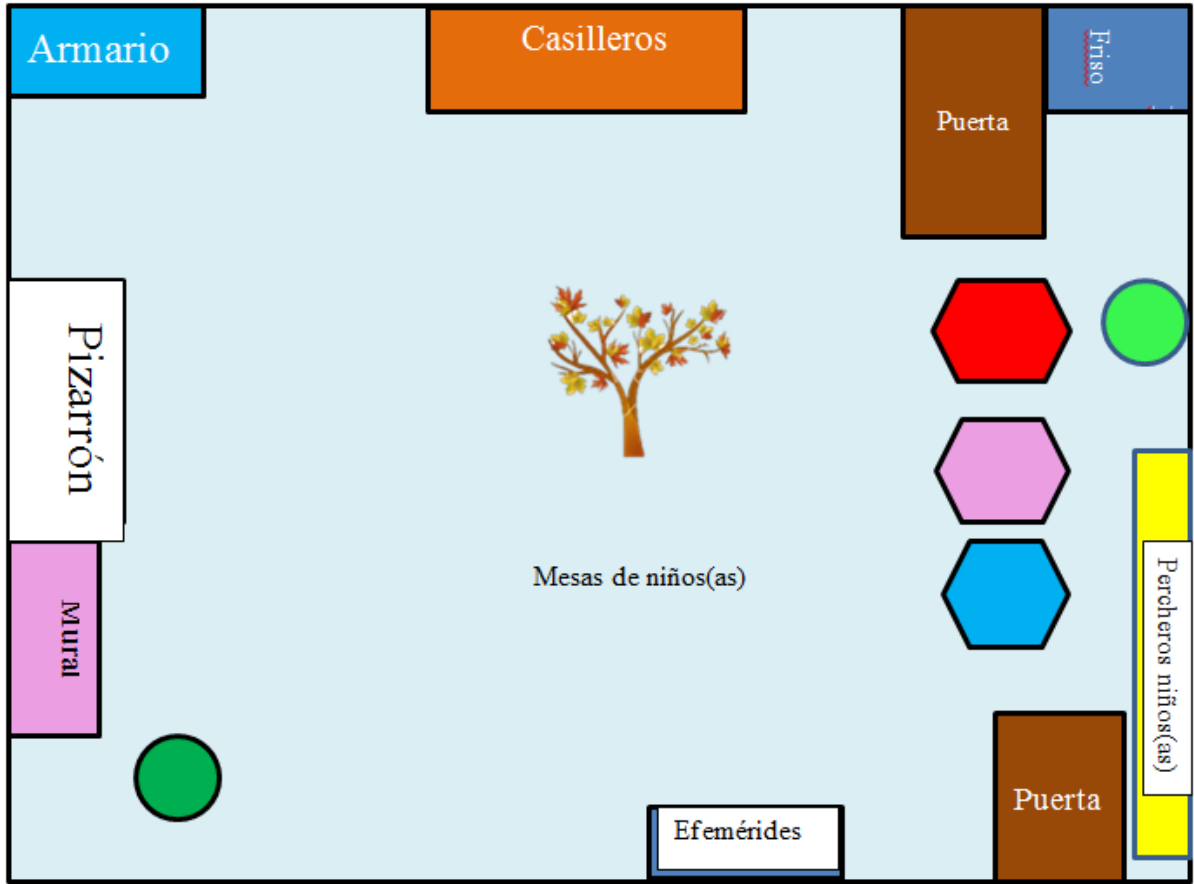 Armario
Casilleros
Puerta
Friso
Pizarrón
Mural
Mesas de niños(as)
Percheros niños(as)
Efemérides
Puerta